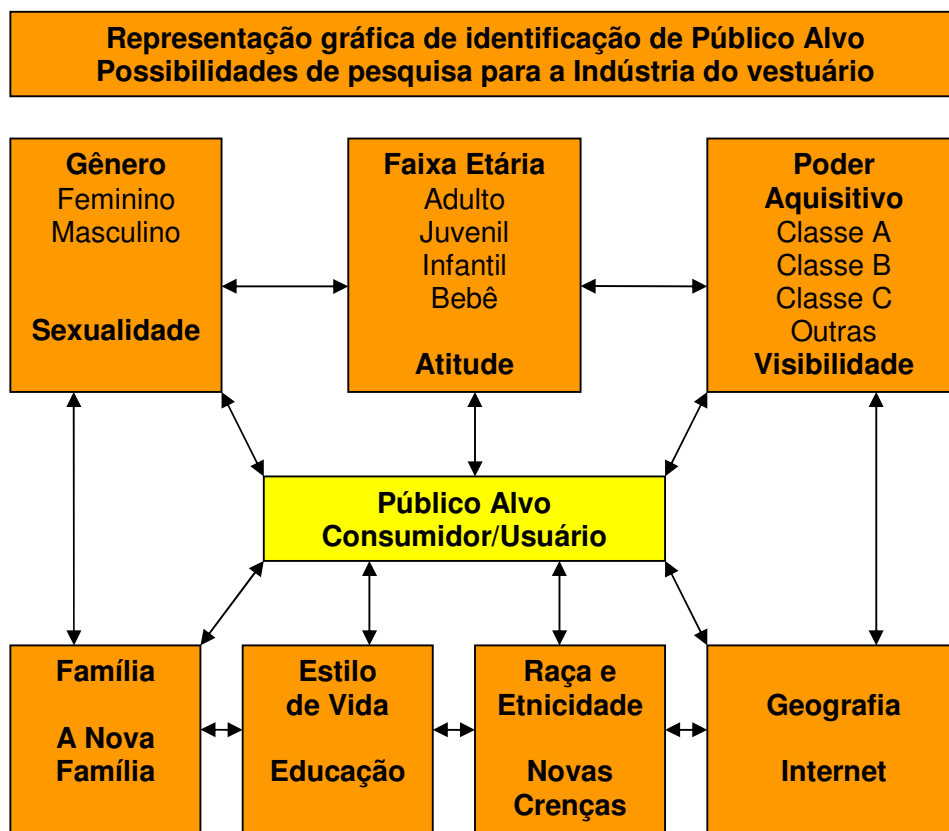 Representação gráfica de identificação de Público Alvo
Possibilidades de pesquisa para a Indústria do vestuário
Gênero
Feminino
Masculino
Sexualidade
Faixa Etária
Adulto
Juvenil
Infantil
Bebê
Atitude
Poder
Aquisitivo
Classe A
Classe B
Classe C
Outras
Visibilidade
Público Alvo
Consumidor/Usuário
Família
A Nova
Família
Estilo
de Vida
Educação
Raça e
Etnicidade
Novas
Crenças
Geografia
Internet